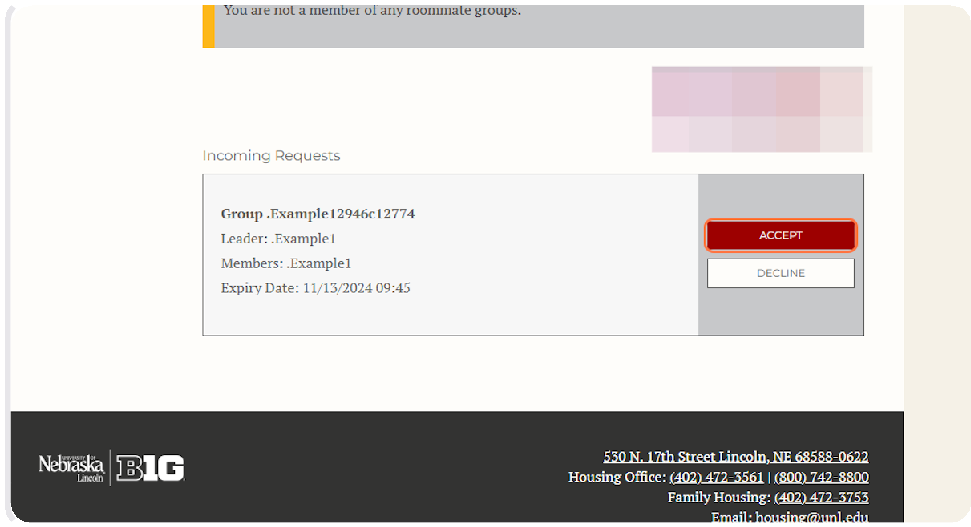 You are not a member of any roommate groups.
Incoming Requests
Group .Example12946c12774
Leader: .Example1
Members: .Example1
Expiry Date: 11/13/2024 09:45
ACCEPT
DECLINE
UNIVERSITY OF
Nebraska
Lincoln
B1G
530 N. 17th Street Lincoln, NE 68588-0622
Housing Office: (402) 472-3561 | (800) 742-8800
Family Housing: (402) 472-3753
Email: housing@unl.edu